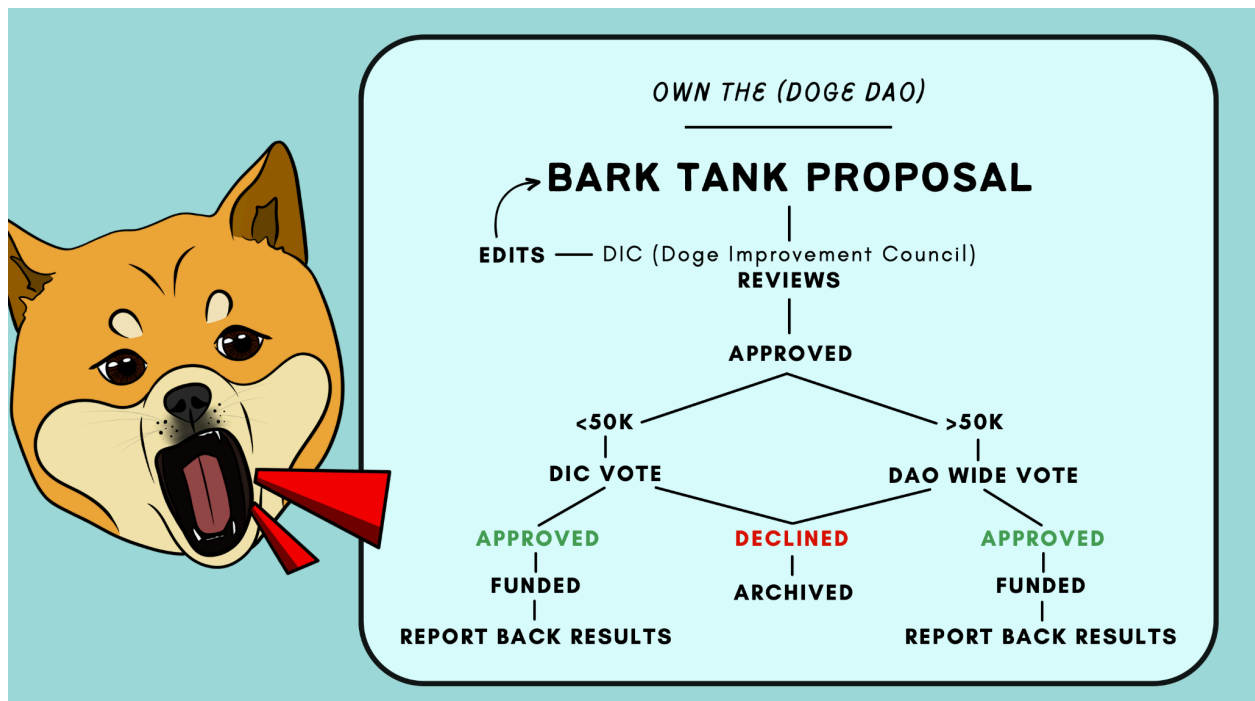 OWN THE (DOGE DAO)
BARK TANK PROPOSAL
EDITS DIC (Doge Improvement Council)
REVIEWS
APPROVED
<50K >50K
DIC VOTE DAO WIDE VOTE
APPROVED DECLINED APPROVED
FUNDED ARCHIVED FUNDED
REPORT BACK RESULTS REPORT BACK RESULTS